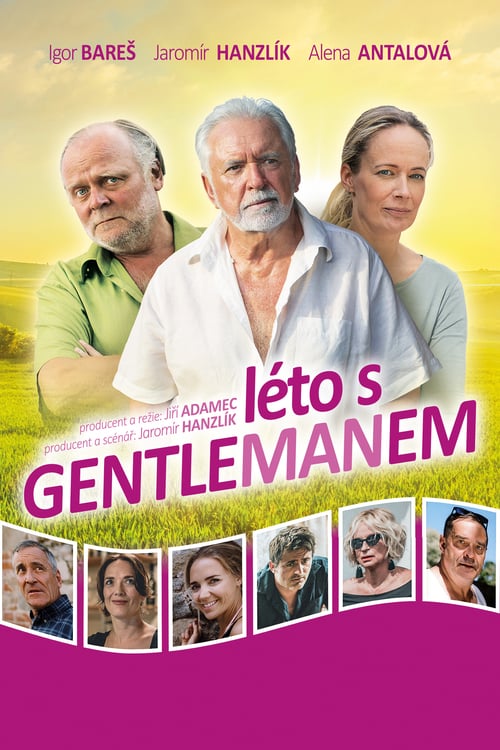 Igor BAREŠ Jaromír HANZLÍK Alena ANTALOVÁ
producent a režie: Jiří ADAMEC
producent a scénář: Jaromír HANZLÍK
léto s
GENTLEMANEM